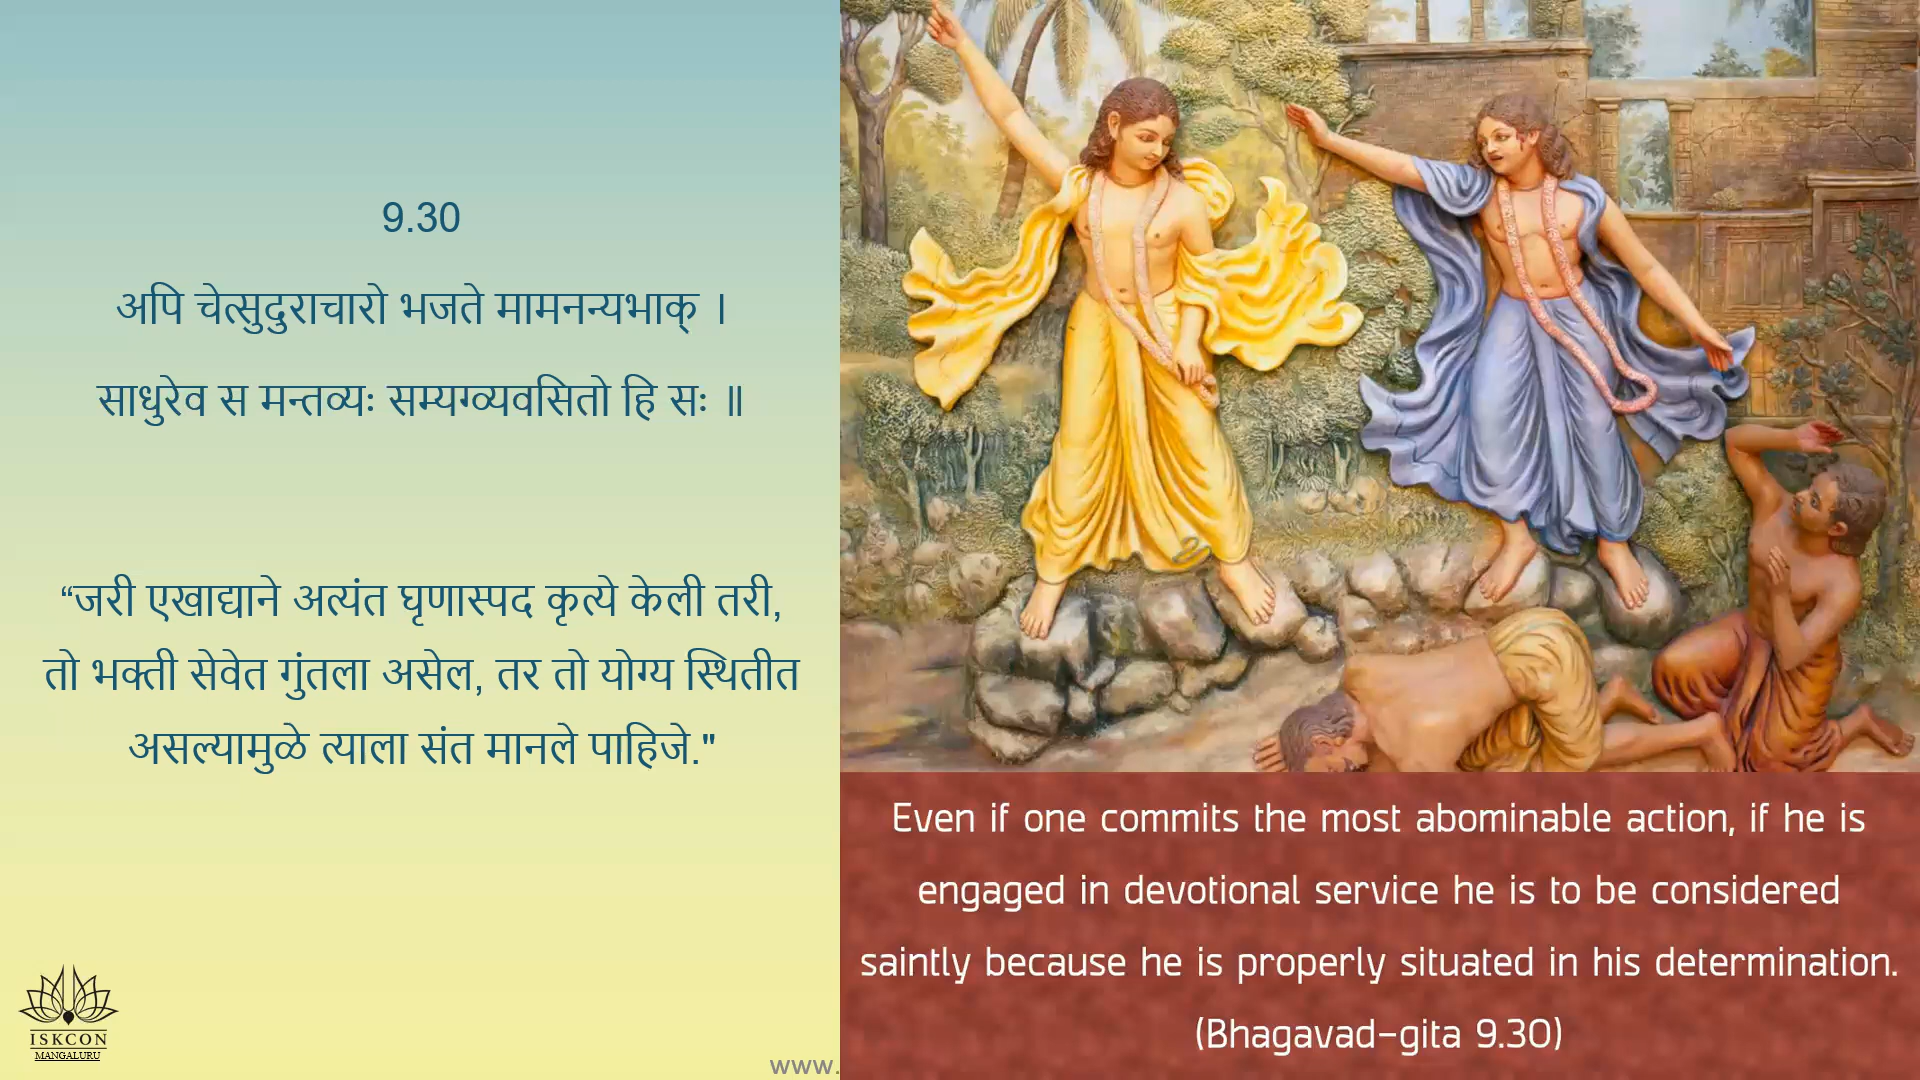 9.30
अपि चेत्सुदुराचारो भजते मामनन्यभाक् ।
साधुरेव स मन्तव्यः सम्यग्व्यवसितो हि सः ॥
“जरी एखाद्याने अत्यंत घृणास्पद कृत्ये केली तरी,
तो भक्ती सेवेत गुंतला असेल, तर तो योग्य स्थितीत
असल्यामुळे त्याला संत मानले पाहिजे."
ISKCON
MANGALURU
www.
Even if one commits the most abominable action, if he is
engaged in devotional service he is to be considered
saintly because he is properly situated in his determination.
(Bhagavad-gita 9.30)